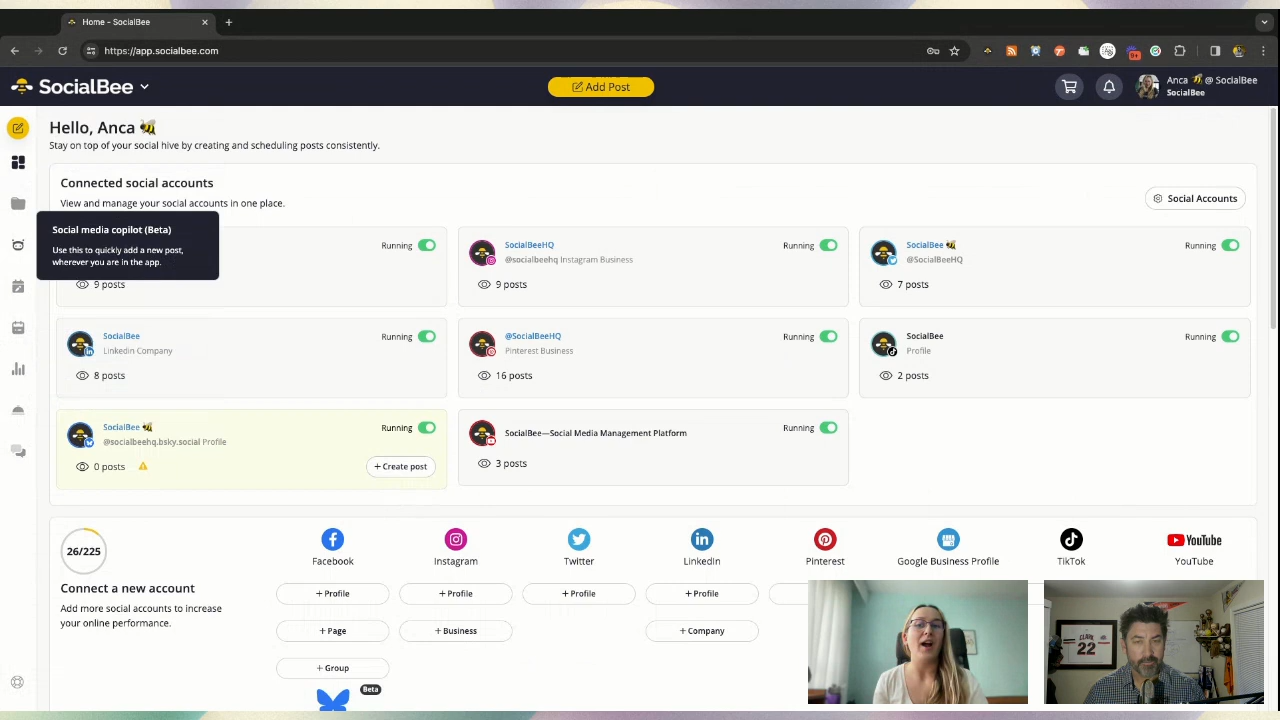 Home - SocialBee
https://app.socialbee.com
9+
SocialBee
Add Post
Anca 🐝 @ SocialBee
SocialBee
Hello, Anca 🐝
Stay on top of your social hive by creating and scheduling posts consistently.
Connected social accounts
View and manage your social accounts in one place.
Social Accounts
Social media copilot (Beta)
Use this to quickly add a new post,
wherever you are in the app.
Running
9 posts
SocialBeeHQ
@socialbeehq Instagram Business
Running
9 posts
SocialBee 🐝
@SocialBeeHQ
Running
7 posts
SocialBee
Linkedin Company
Running
8 posts
@SocialBeeHQ
Pinterest Business
Running
16 posts
SocialBee
Profile
Running
2 posts
SocialBee 🐝
@socialbeehq.bsky.social Profile
Running
0 posts
+ Create post
SocialBee—Social Media Management Platform
Running
3 posts
26/225
Connect a new account
Add more social accounts to increase
your online performance.
Facebook
Instagram
Twitter
LinkedIn
Pinterest
Google Business Profile
TikTok
YouTube
YouTube
+ Profile
+ Profile
+ Profile
+ Profile
+ Page
+ Business
+ Company
+ Group
Beta
CLARK
22